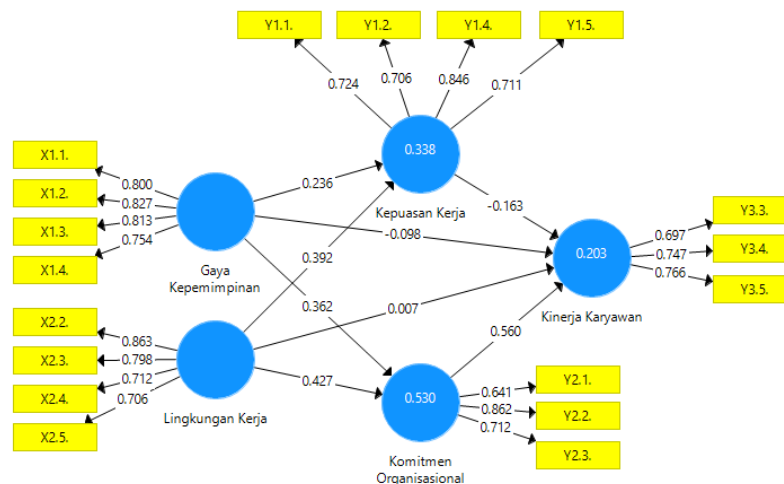 Y1.1.
Y1.2.
Y1.4.
Y1.5.
0.724
0.706
0.846
0.711
X1.1.
X1.2.
X1.3.
X1.4.
0.800
0.827
0.813
0.754
Gaya
Kepemimpinan
0.338
Kepuasan Kerja
0.236
-0.163
-0.098
0.392
0.362
0.007
0.427
0.560
0.203
Kinerja Karyawan
0.697
0.747
0.766
Y3.3.
Y3.4.
Y3.5.
X2.2.
X2.3.
X2.4.
X2.5.
0.863
0.798
0.712
0.706
Lingkungan Kerja
0.530
Komitmen
Organisasional
0.641
0.862
0.712
Y2.1.
Y2.2.
Y2.3.